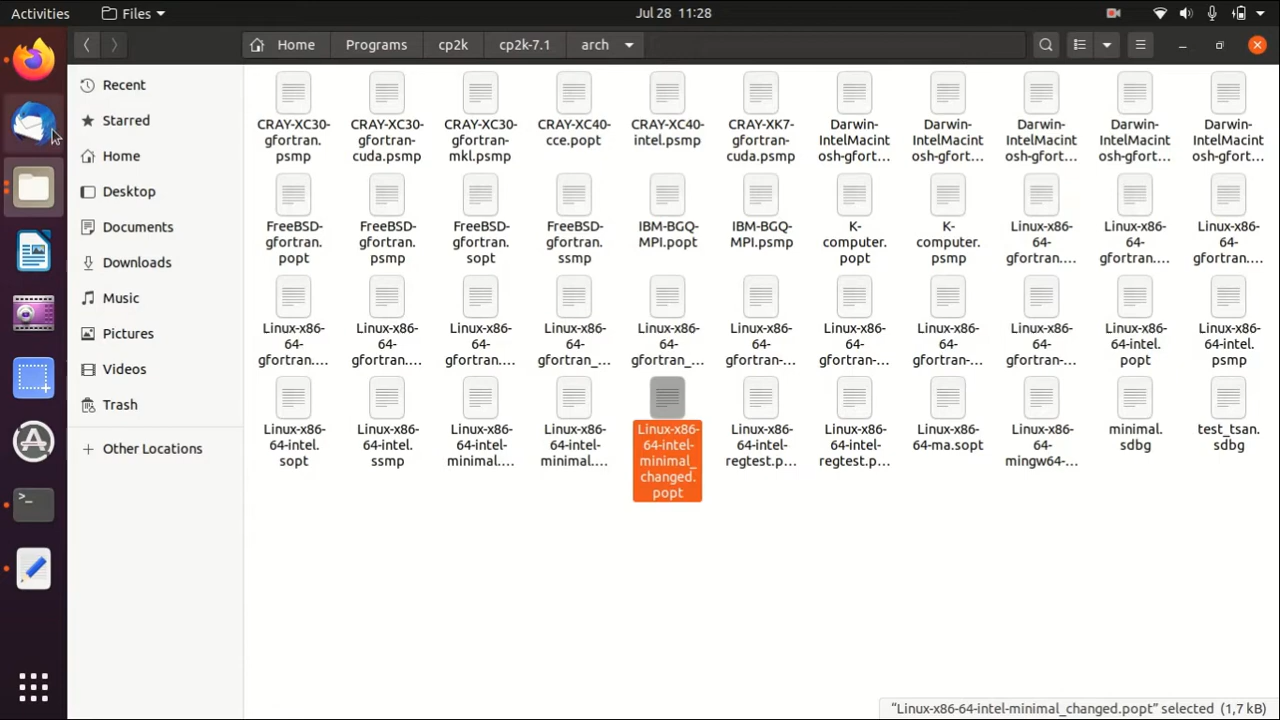 Activities Files Jul 28 11:28
Home Programs cp2k cp2k-7.1 arch
Recent
Starred
Home
Desktop
Documents
Downloads
Music
Pictures
Videos
Trash
Other Locations
CRAY-XC30- CRAY-XC30- CRAY-XC30- CRAY-XC40- CRAY-XC40- CRAY-XK7- Darwin- Darwin- Darwin- Darwin- Darwin-
gfortran. gfortran- gfortran- cce.popt intel.psmp gfortran- IntelMacint IntelMacint IntelMacint IntelMacint IntelMacint
psmp cuda.psmp mkl.psmp cuda.psmp osh-gfort... osh-gfort... osh-gfort... osh-gfort... osh-gfort...
FreeBSD- FreeBSD- FreeBSD- FreeBSD- IBM-BGQ- IBM-BGQ- K- K- Linux-x86- Linux-x86- Linux-x86-
gfortran. gfortran. gfortran. gfortran. MPI.popt MPI.psmp computer. computer. 64- 64- 64-
popt psmp sopt ssmp popt psmp gfortran.... gfortran.... gfortran....
Linux-x86- Linux-x86- Linux-x86- Linux-x86- Linux-x86- Linux-x86- Linux-x86- Linux-x86- Linux-x86- Linux-x86- Linux-x86-
64- 64- 64- 64- 64- 64- 64- 64- 64- 64-intel. 64-intel.
gfortran.... gfortran.... gfortran.... gfortran_... gfortran_... gfortran-... gfortran-... gfortran-... gfortran-... popt psmp
Linux-x86- Linux-x86- Linux-x86- Linux-x86- Linux-x86- Linux-x86- Linux-x86- Linux-x86- Linux-x86- minimal. test_tsan.
64-intel. 64-intel. 64-intel- 64-intel- 64-intel- 64-intel- 64-intel- 64-ma.sopt 64- sdbg sdbg
sopt ssmp minimal.... minimal.... minimal_ regtest.p... regtest.p... mingw64-...
changed.
popt
"Linux-x86-64-intel-minimal_changed.popt" selected (1,7 kB)